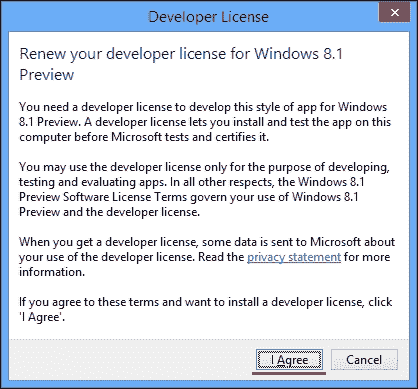 Developer License
Renew your developer license for Windows 8.1
Preview
You need a developer license to develop this style of app for Windows
8.1 Preview. A developer license lets you install and test the app on this
computer before Microsoft tests and certifies it.
You may use the developer license only for the purpose of developing,
testing and evaluating apps. In all other respects, the Windows 8.1
Preview Software License Terms govern your use of Windows 8.1
Preview and the developer license.
When you get a developer license, some data is sent to Microsoft about
your use of the developer license. Read the privacy statement for more
information.
If you agree to these terms and want to install a developer license, click
'I Agree'.
I Agree Cancel